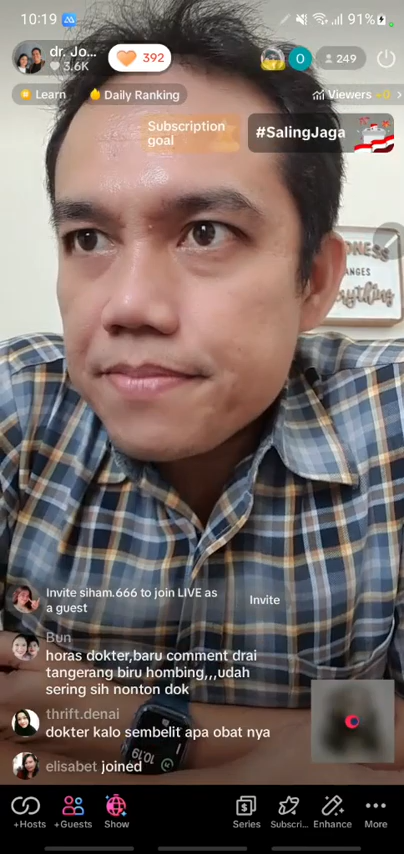 10:19
91%
dr. Jo...
3.6K
392
O
249
Learn
Daily Ranking
Viewers +0 >
Subscription
goal
#SalingJaga
Invite siham.666 to join LIVE as
a guest
Invite
Bun
horas dokter,baru comment drai
tangerang biru hombing,,,udah
sering sih nonton dok
thrift.denai
dokter kalo sembelit apa obat nya
10:19
elisabet joined
+Hosts
+Guests
Show
Series
Subscri...
Enhance
More